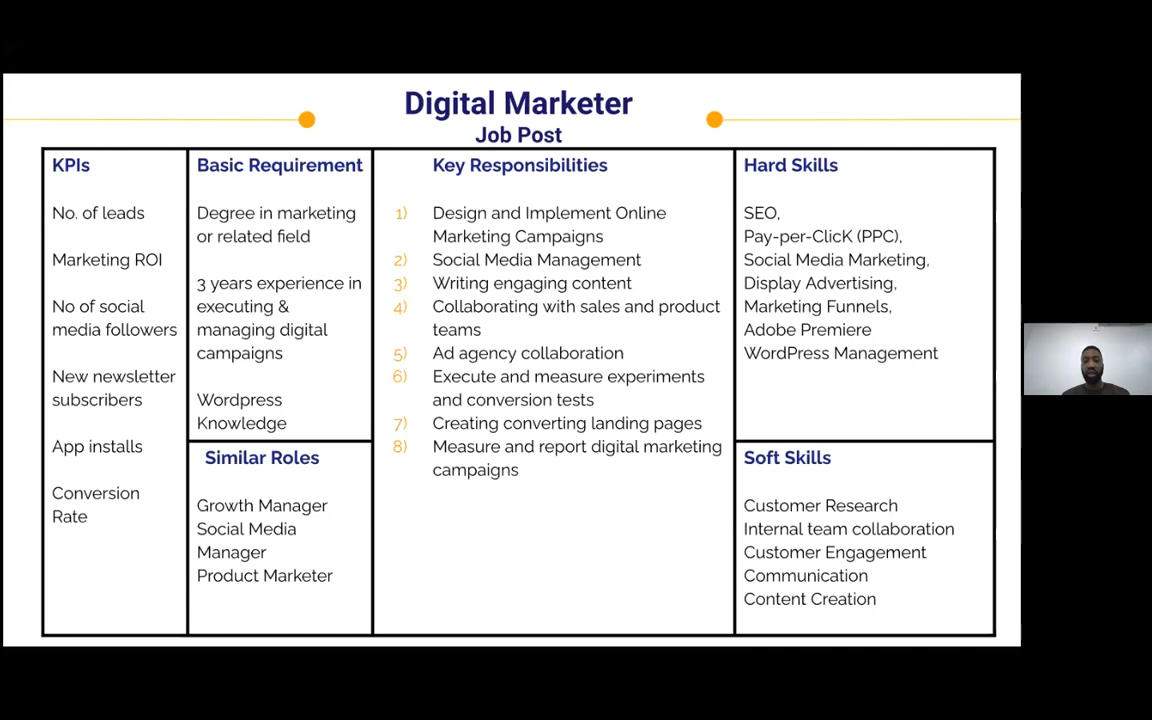 Digital Marketer
Job Post
KPIs
No. of leads
Marketing ROI
No of social
media followers
New newsletter
subscribers
App installs
Conversion
Rate
Basic Requirement
Degree in marketing
or related field
3 years experience in
executing &
managing digital
campaigns
Wordpress
Knowledge
Similar Roles
Growth Manager
Social Media
Manager
Product Marketer
Key Responsibilities
1) Design and Implement Online
Marketing Campaigns
2) Social Media Management
3) Writing engaging content
4) Collaborating with sales and product
teams
5) Ad agency collaboration
6) Execute and measure experiments
and conversion tests
7) Creating converting landing pages
8) Measure and report digital marketing
campaigns
Hard Skills
SEO,
Pay-per-ClicK (PPC),
Social Media Marketing,
Display Advertising,
Marketing Funnels,
Adobe Premiere
WordPress Management
Soft Skills
Customer Research
Internal team collaboration
Customer Engagement
Communication
Content Creation